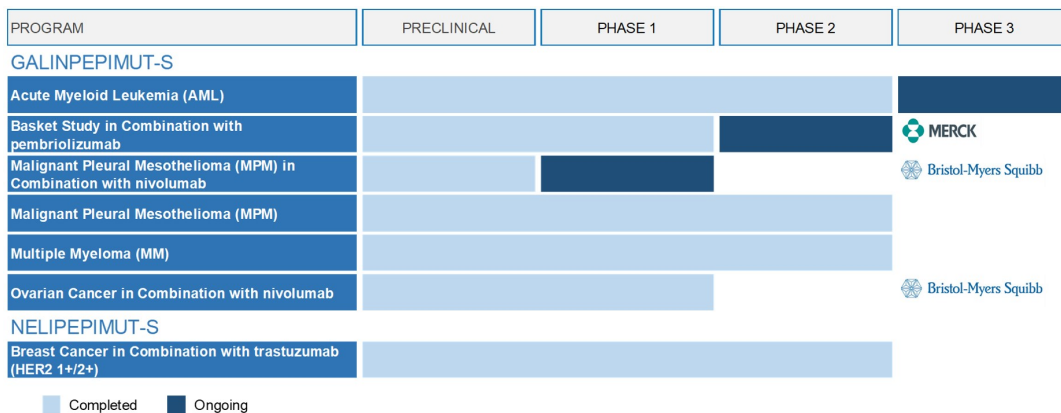 PROGRAM PRECLINICAL PHASE 1 PHASE 2 PHASE 3
GALINPEPIMUT-S
Acute Myeloid Leukemia (AML)
Basket Study in Combination with
pembriolizumab
MERCK
Malignant Pleural Mesothelioma (MPM) in
Combination with nivolumab
Bristol-Myers Squibb
Malignant Pleural Mesothelioma (MPM)
Multiple Myeloma (MM)
Ovarian Cancer in Combination with nivolumab
Bristol-Myers Squibb
NELIPEPIMUT-S
Breast Cancer in Combination with trastuzumab
(HER2 1+/2+)
Completed Ongoing